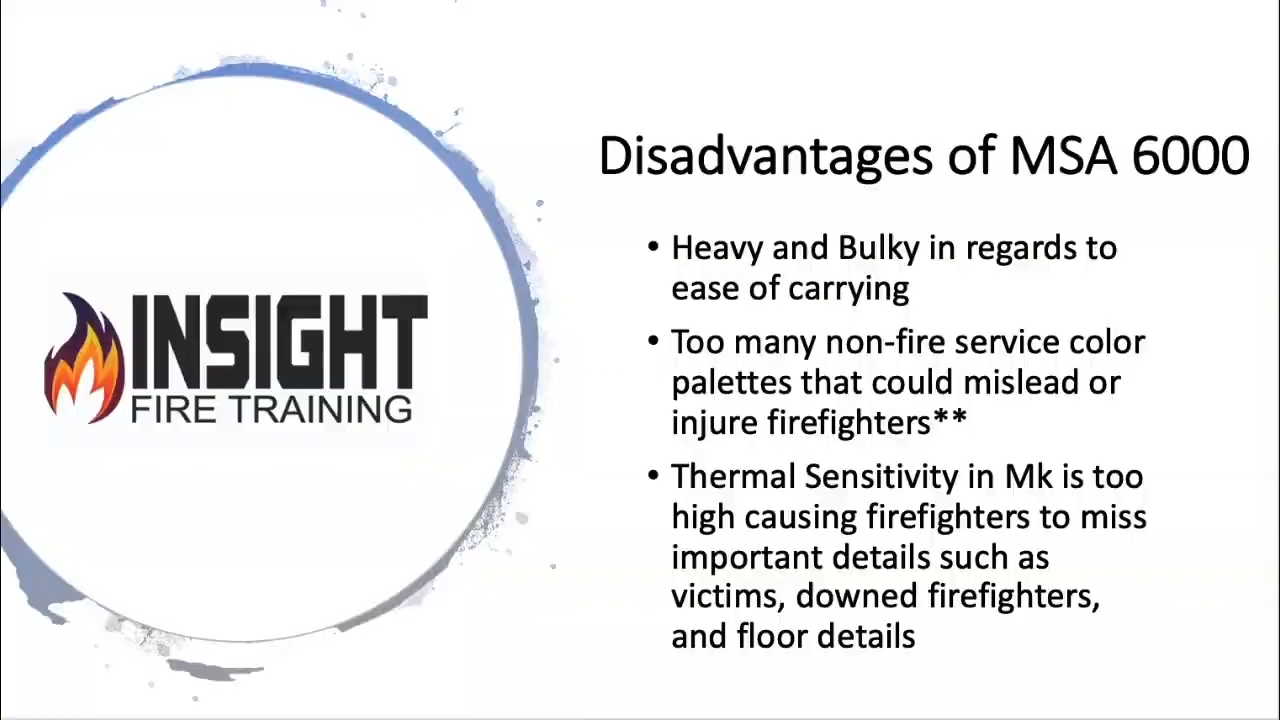 Disadvantages of MSA 6000
• Heavy and Bulky in regards to
ease of carrying
• Too many non-fire service color
palettes that could mislead or
injure firefighters**
• Thermal Sensitivity in Mk is too
high causing firefighters to miss
important details such as
victims, downed firefighters,
and floor details
INSIGHT
FIRE TRAINING